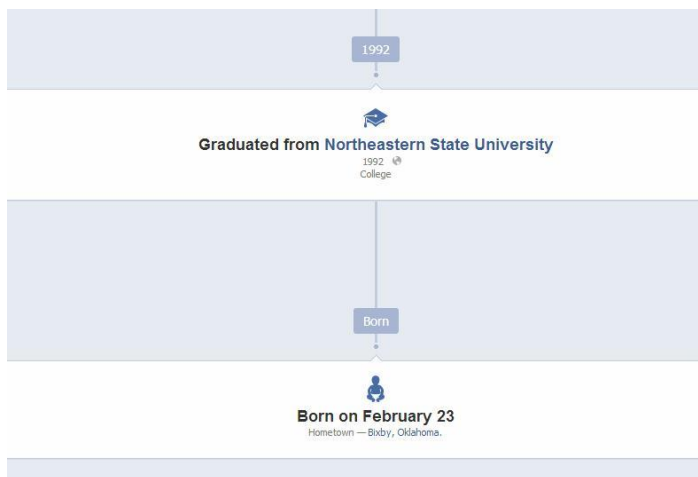 1992
Graduated from Northeastern State University
1992
College
Born
Born on February 23
Hometown — Bixby, Oklahoma.